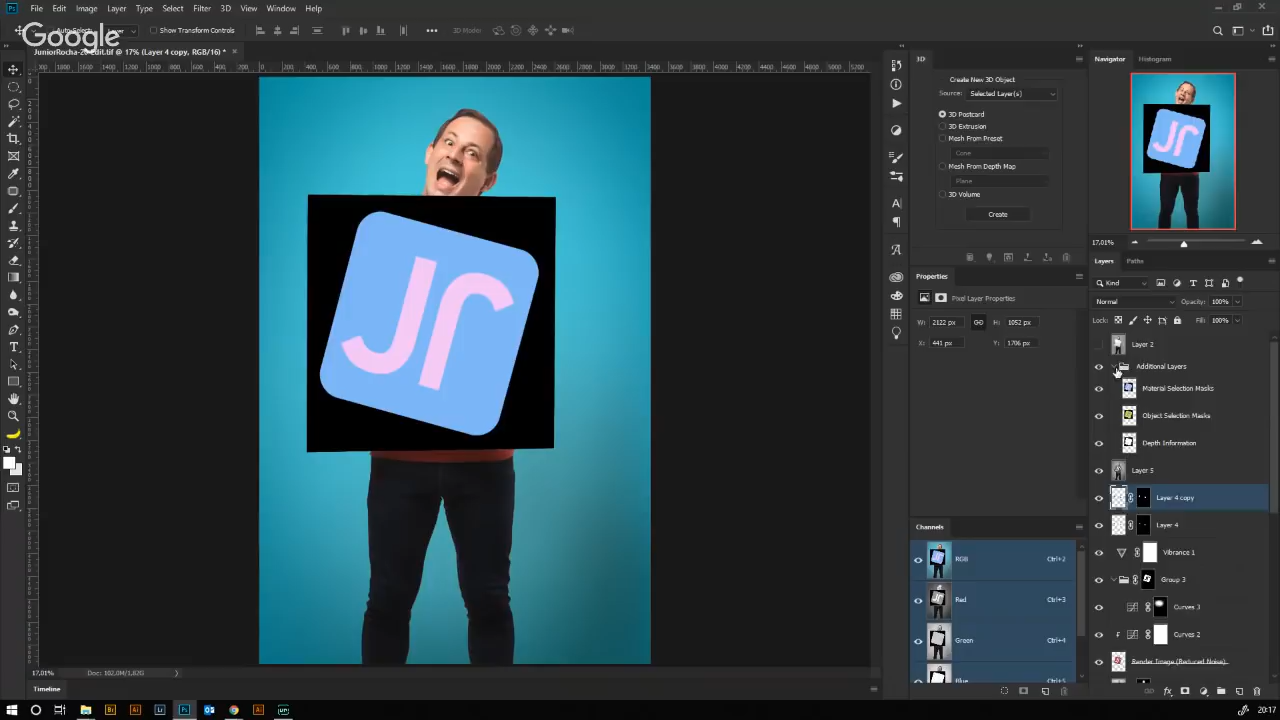 Ps File Edit Image Layer Type Select Filter 3D View Window Help
Google
Show Transform Controls
3D Mode:
JuniorRocha-20-Edit.tif @ 17% (Layer 4 copy, RGB/16) *
3D
Create New 3D Object
Source: Selected Layer(s)
3D Postcard
3D Extrusion
Mesh From Preset
Cone
Mesh From Depth Map
Plane
3D Volume
Create
Navigator Histogram
17,01%
Layers Paths
Kind
Normal Opacity: 100%
Lock: Fill: 100%
Layer 2
Additional Layers
Material Selection Masks
Object Selection Masks
Depth Information
Layer 5
Layer 4 copy
Layer 4
Vibrance 1
Group 3
Curves 3
Curves 2
Render Image (Reduced Noise)
Properties
Pixel Layer Properties
W: 2122 px GO H: 1052 px
X: 441 px Y: 1706 px
Channels
RGB Ctrl+2
Red Ctrl+3
Green Ctrl+4
Blue Ctrl+5
Jr
17,01% Doc: 102,0M/1,82G
Timeline
20:17